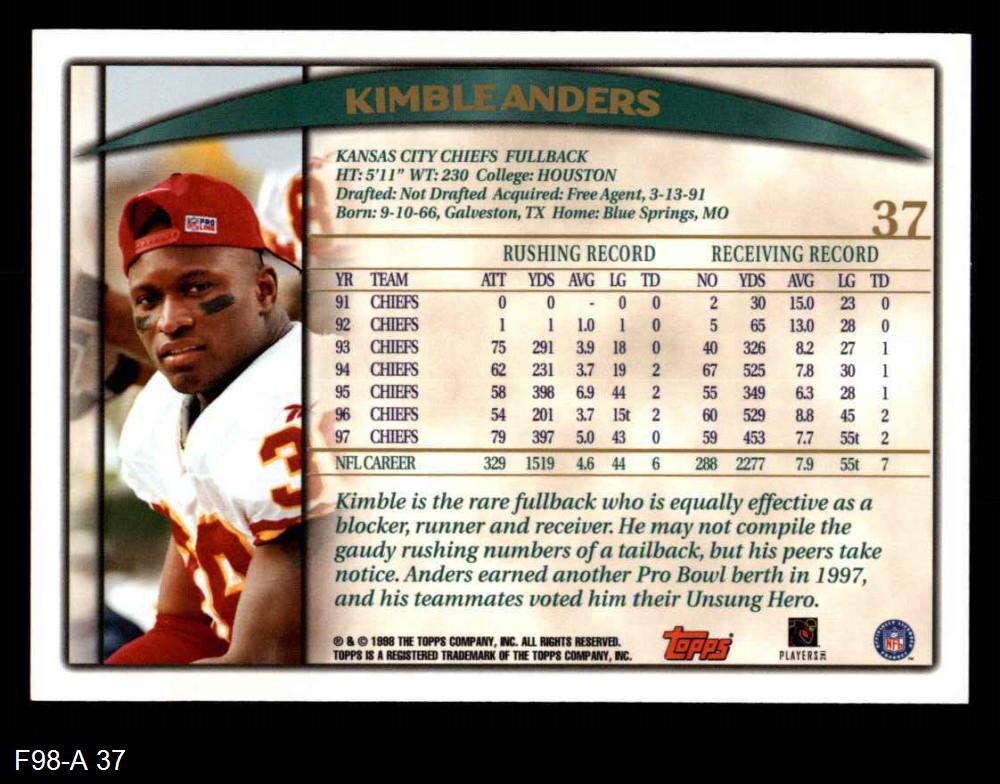 KIMBLE ANDERS
KANSAS CITY CHIEFS FULLBACK
HT: 5'11" WT: 230 College: HOUSTON
Drafted: Not Drafted Acquired: Free Agent, 3-13-91
Born: 9-10-66, Galveston, TX Home: Blue Springs, MO
37
RUSHING RECORD RECEIVING RECORD
YR TEAM ATT YDS AVG LG TD NO YDS AVG LG TD
91 CHIEFS 0 0 - 0 0 2 30 15.0 23 0
92 CHIEFS 1 1 1.0 1 0 5 65 13.0 28 0
93 CHIEFS 75 291 3.9 18 0 40 326 8.2 27 1
94 CHIEFS 62 231 3.7 19 2 67 525 7.8 30 1
95 CHIEFS 58 398 6.9 44 2 55 349 6.3 28 1
96 CHIEFS 54 201 3.7 15t 2 60 529 8.8 45 2
97 CHIEFS 79 397 5.0 43 0 59 453 7.7 55t 2
NFL CAREER 329 1519 4.6 44 6 288 2277 7.9 55t 7
Kimble is the rare fullback who is equally effective as a
blocker, runner and receiver. He may not compile the
gaudy rushing numbers of a tailback, but his peers take
notice. Anders earned another Pro Bowl berth in 1997,
and his teammates voted him their Unsung Hero.
® & © 1998 THE TOPPS COMPANY, INC. ALL RIGHTS RESERVED.
TOPPS IS A REGISTERED TRADEMARK OF THE TOPPS COMPANY, INC.
Topps
PLAYERS INC
NFL
PRO LINE
F98-A 37